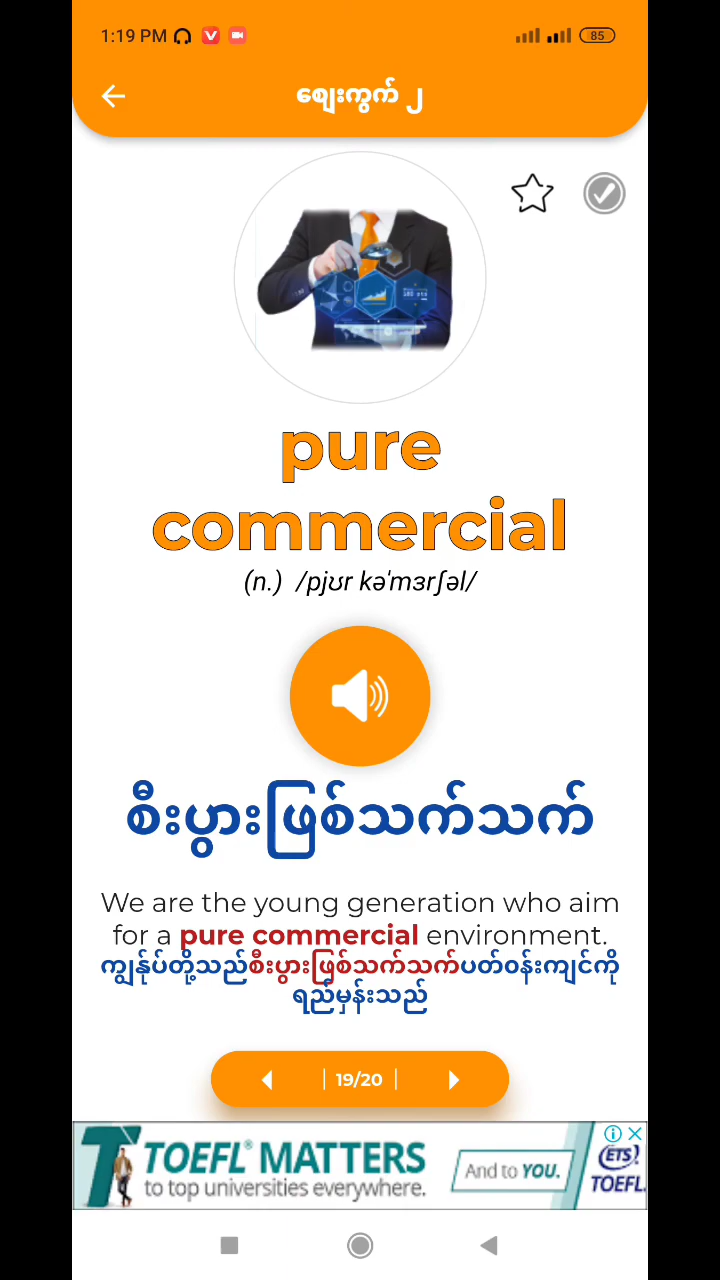 1:19 PM
85
ဈေးကွက် ၂
pure
commercial
(n.) /pjʊr kəˈmɜrʃəl/
စီးပွားဖြစ်သက်သက်
We are the young generation who aim
for a pure commercial environment.
ကျွန်ုပ်တို့သည်စီးပွားဖြစ်သက်သက်ပတ်ဝန်းကျင်ကို
ရည်မှန်းသည်
19/20
TOEFL® MATTERS
to top universities everywhere.
And to YOU.
ETS
TOEFL.